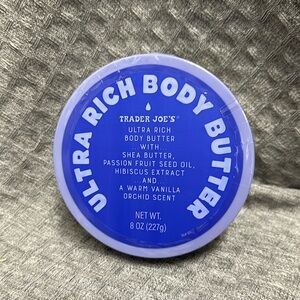 ULTRA RICH BODY BUTTER
TRADER JOE'S®
ULTRA RICH
BODY BUTTER
...WITH...
SHEA BUTTER,
PASSION FRUIT SEED OIL,
HIBISCUS EXTRACT
AND
A WARM VANILLA
ORCHID SCENT
NET WT.
8 OZ (227g)